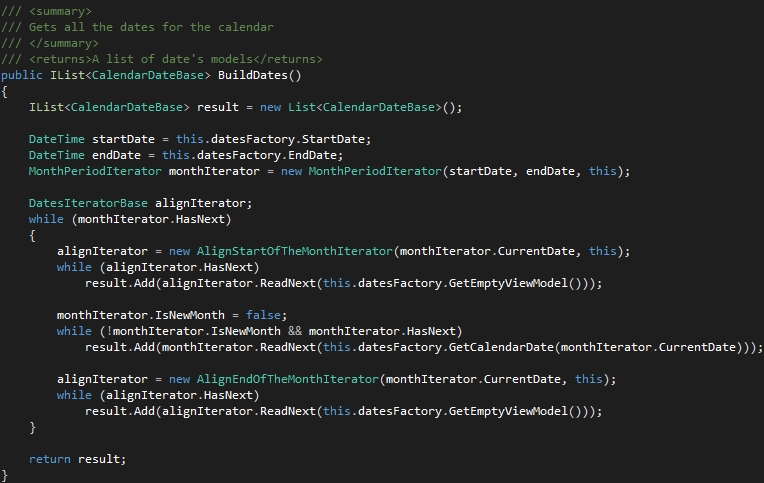 /// <summary>
/// Gets all the dates for the calendar
/// </summary>
/// <returns>A list of date's models</returns>
public IList<CalendarDateBase> BuildDates()
{
    IList<CalendarDateBase> result = new List<CalendarDateBase>();

    DateTime startDate = this.datesFactory.StartDate;
    DateTime endDate = this.datesFactory.EndDate;
    MonthPeriodIterator monthIterator = new MonthPeriodIterator(startDate, endDate, this);

    DatesIteratorBase alignIterator;
    while (monthIterator.HasNext)
    {
        alignIterator = new AlignStartOfTheMonthIterator(monthIterator.CurrentDate, this);
        while (alignIterator.HasNext)
            result.Add(alignIterator.ReadNext(this.datesFactory.GetEmptyViewModel()));

        monthIterator.IsNewMonth = false;
        while (!monthIterator.IsNewMonth && monthIterator.HasNext)
            result.Add(monthIterator.ReadNext(this.datesFactory.GetCalendarDate(monthIterator.CurrentDate)));

        alignIterator = new AlignEndOfTheMonthIterator(monthIterator.CurrentDate, this);
        while (alignIterator.HasNext)
            result.Add(alignIterator.ReadNext(this.datesFactory.GetEmptyViewModel()));
    }

    return result;
}